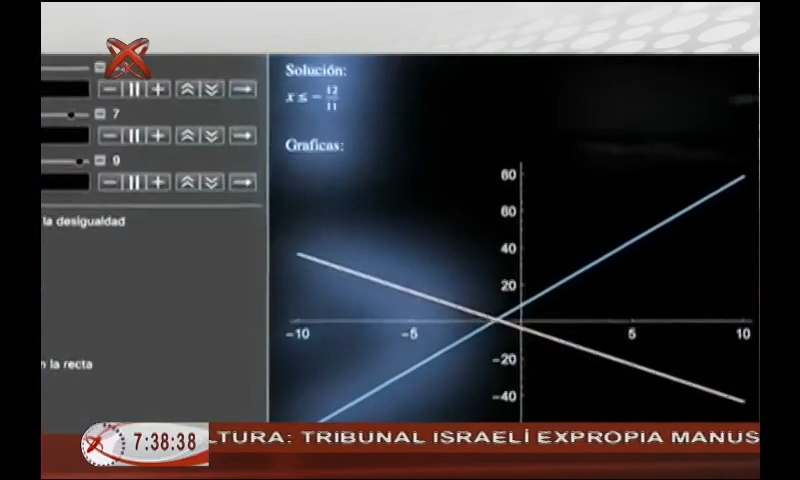 Solución:
x ≤ - 12/11
7
Graficas:
9
60
60
40
20
-10
-5
5
10
-20
-40
la desigualdad
la recta
7:38:38
LTURA: TRIBUNAL ISRAELÍ EXPROPIA MANUS